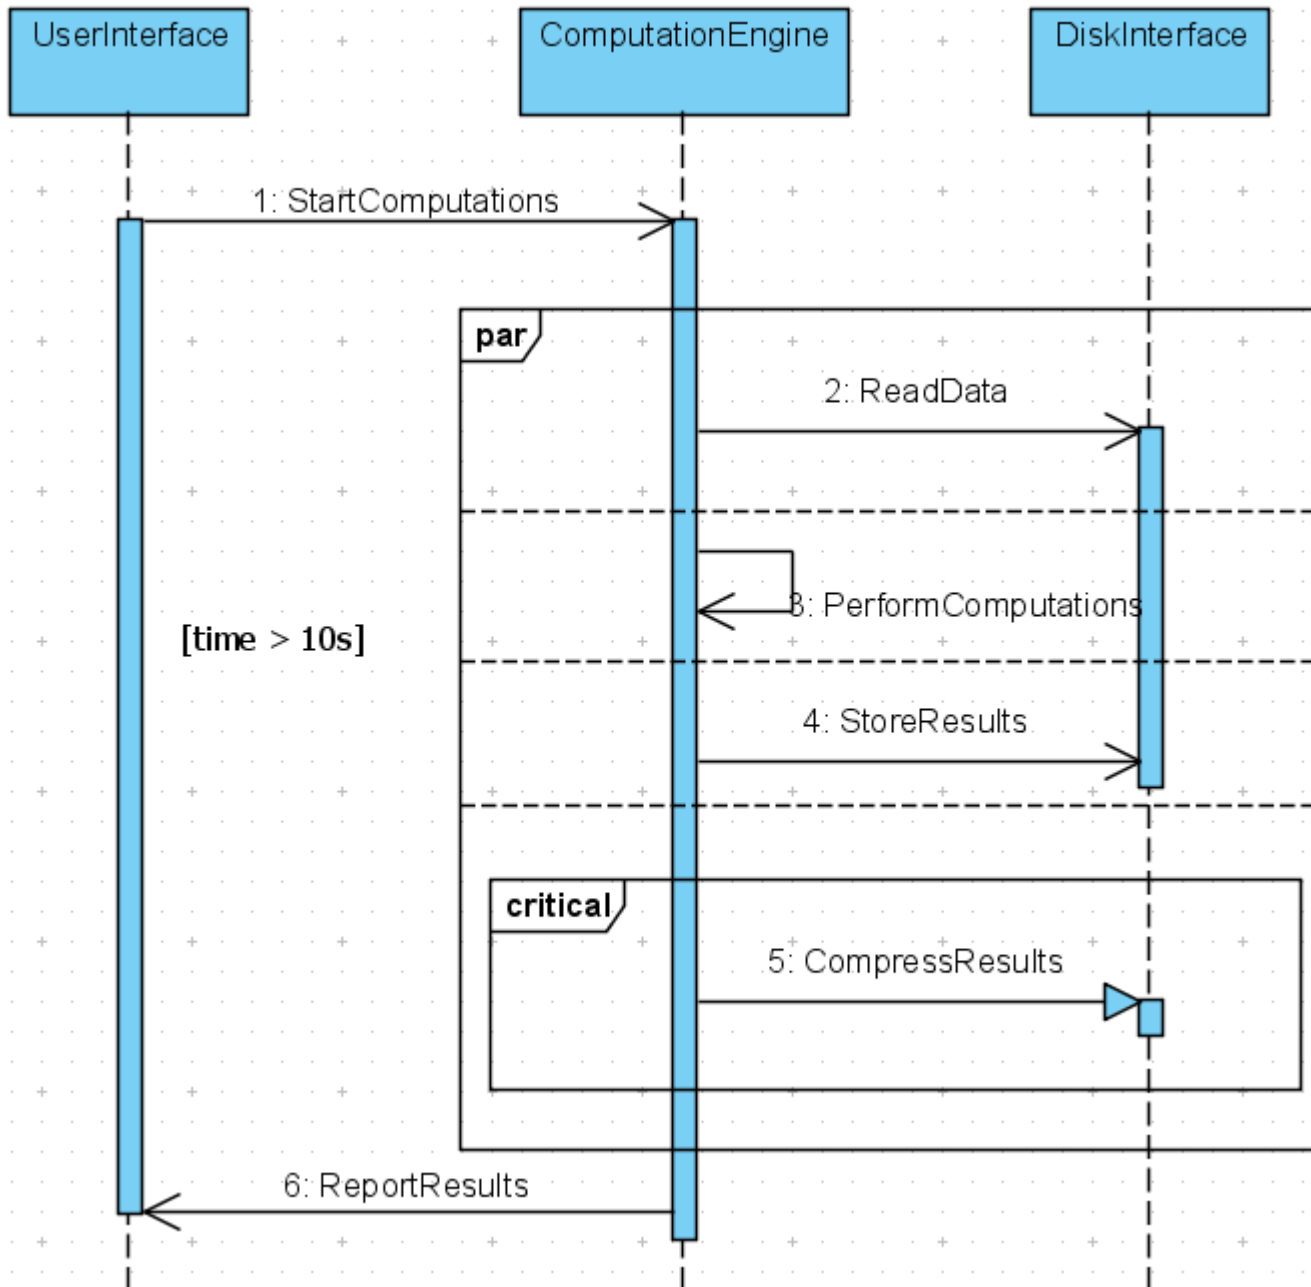 UserInterface
ComputationEngine
DiskInterface
1: StartComputations
par
2: ReadData
3: PerformComputations
[time > 10s]
4: StoreResults
critical
5: CompressResults
6: ReportResults